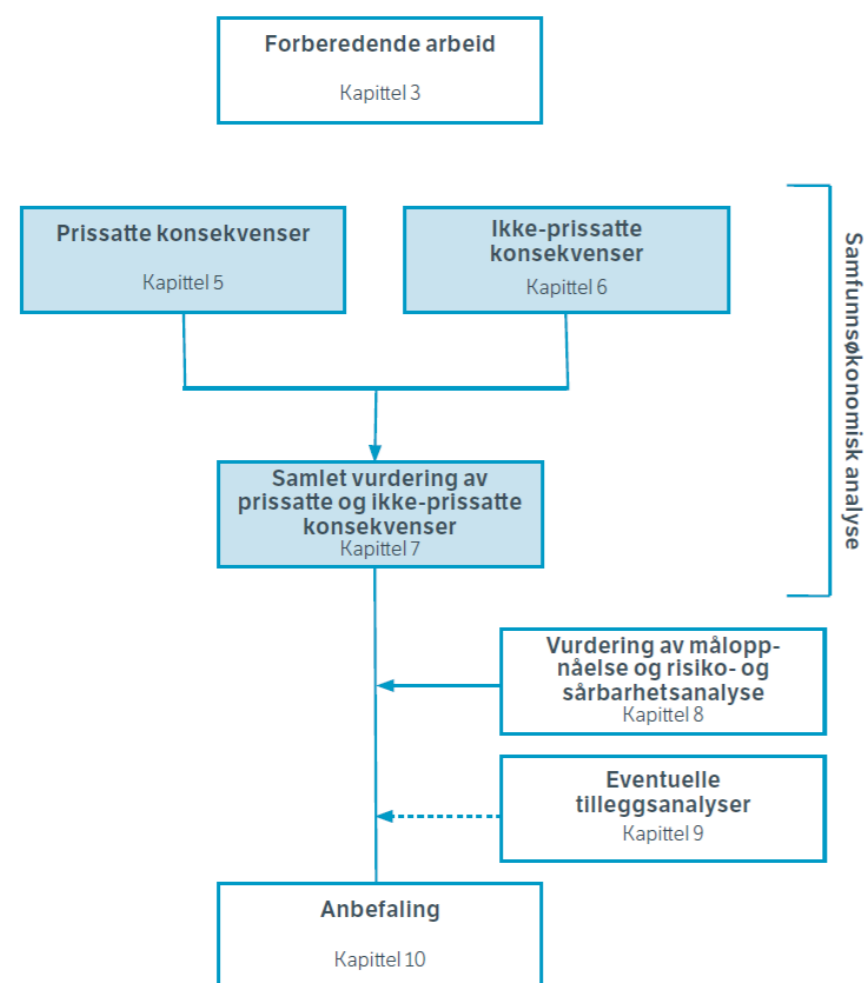 Forberedende arbeid
Kapittel 3
Prissatte konsekvenser
Kapittel 5
Ikke-prissatte
konsekvenser
Kapittel 6
Samfunnsøkonomisk analyse
Samlet vurdering av
prissatte og ikke-prissatte
konsekvenser
Kapittel 7
Vurdering av målopp-
nåelse og risiko- og
sårbarhetsanalyse
Kapittel 8
Eventuelle
tilleggsanalyser
Kapittel 9
Anbefaling
Kapittel 10